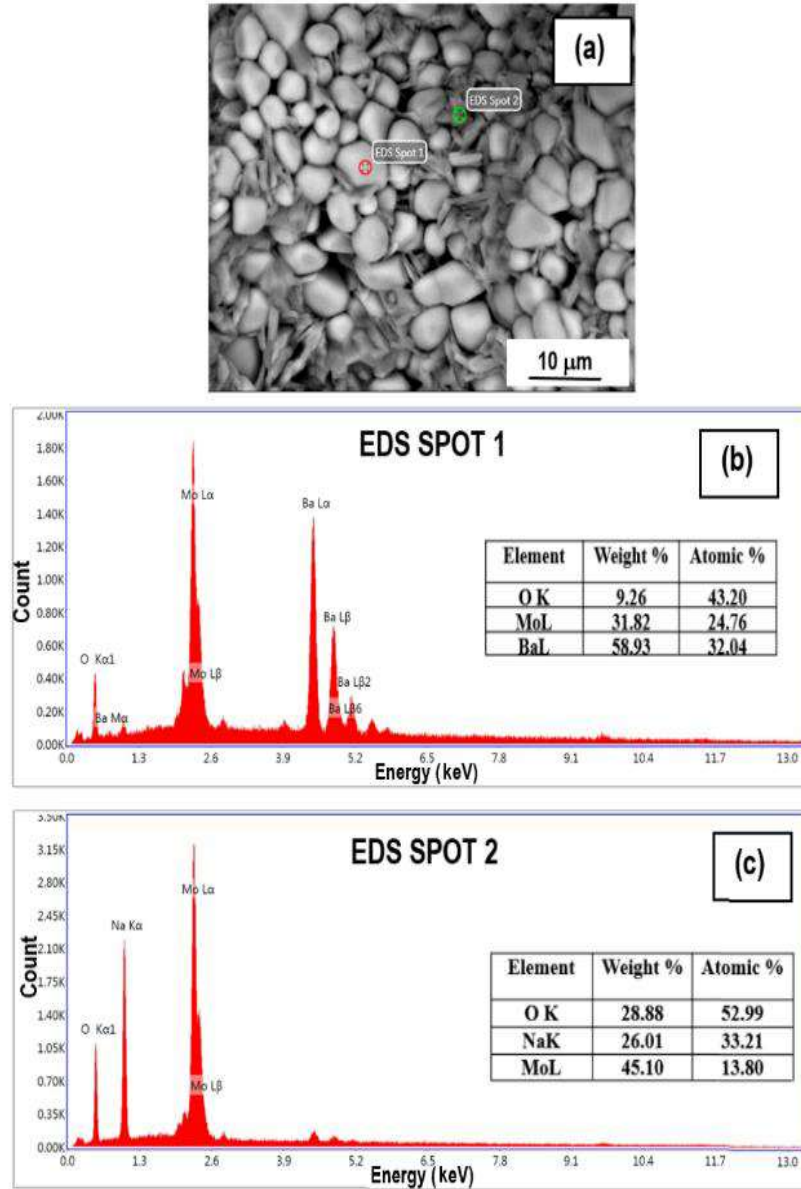 (a)
EDS Spot 2
EDS Spot 1
10 µm
EDS SPOT 1
(b)
2.00K
1.80K
1.60K
1.40K
1.20K
1.00K
0.80K
0.60K
0.40K
0.20K
0.00K
Count
O Kα1
Ba Mα
Mo Lα
Mo Lβ
Ba Lα
Ba Lβ
Ba Lβ2
Ba Lβ6
Element Weight % Atomic %
O K 9.26 43.20
MoL 31.82 24.76
BaL 58.93 32.04
0.0 1.3 2.6 3.9 5.2 6.5 7.8 9.1 10.4 11.7 13.0
Energy (keV)
EDS SPOT 2
(c)
3.50K
3.15K
2.80K
2.45K
2.10K
1.75K
1.40K
1.05K
0.70K
0.35K
0.00K
Count
O Kα1
Na Kα
Mo Lα
Mo Lβ
Element Weight % Atomic %
O K 28.88 52.99
NaK 26.01 33.21
MoL 45.10 13.80
0.0 1.3 2.6 3.9 5.2 6.5 7.8 9.1 10.4 11.7 13.0
Energy (keV)